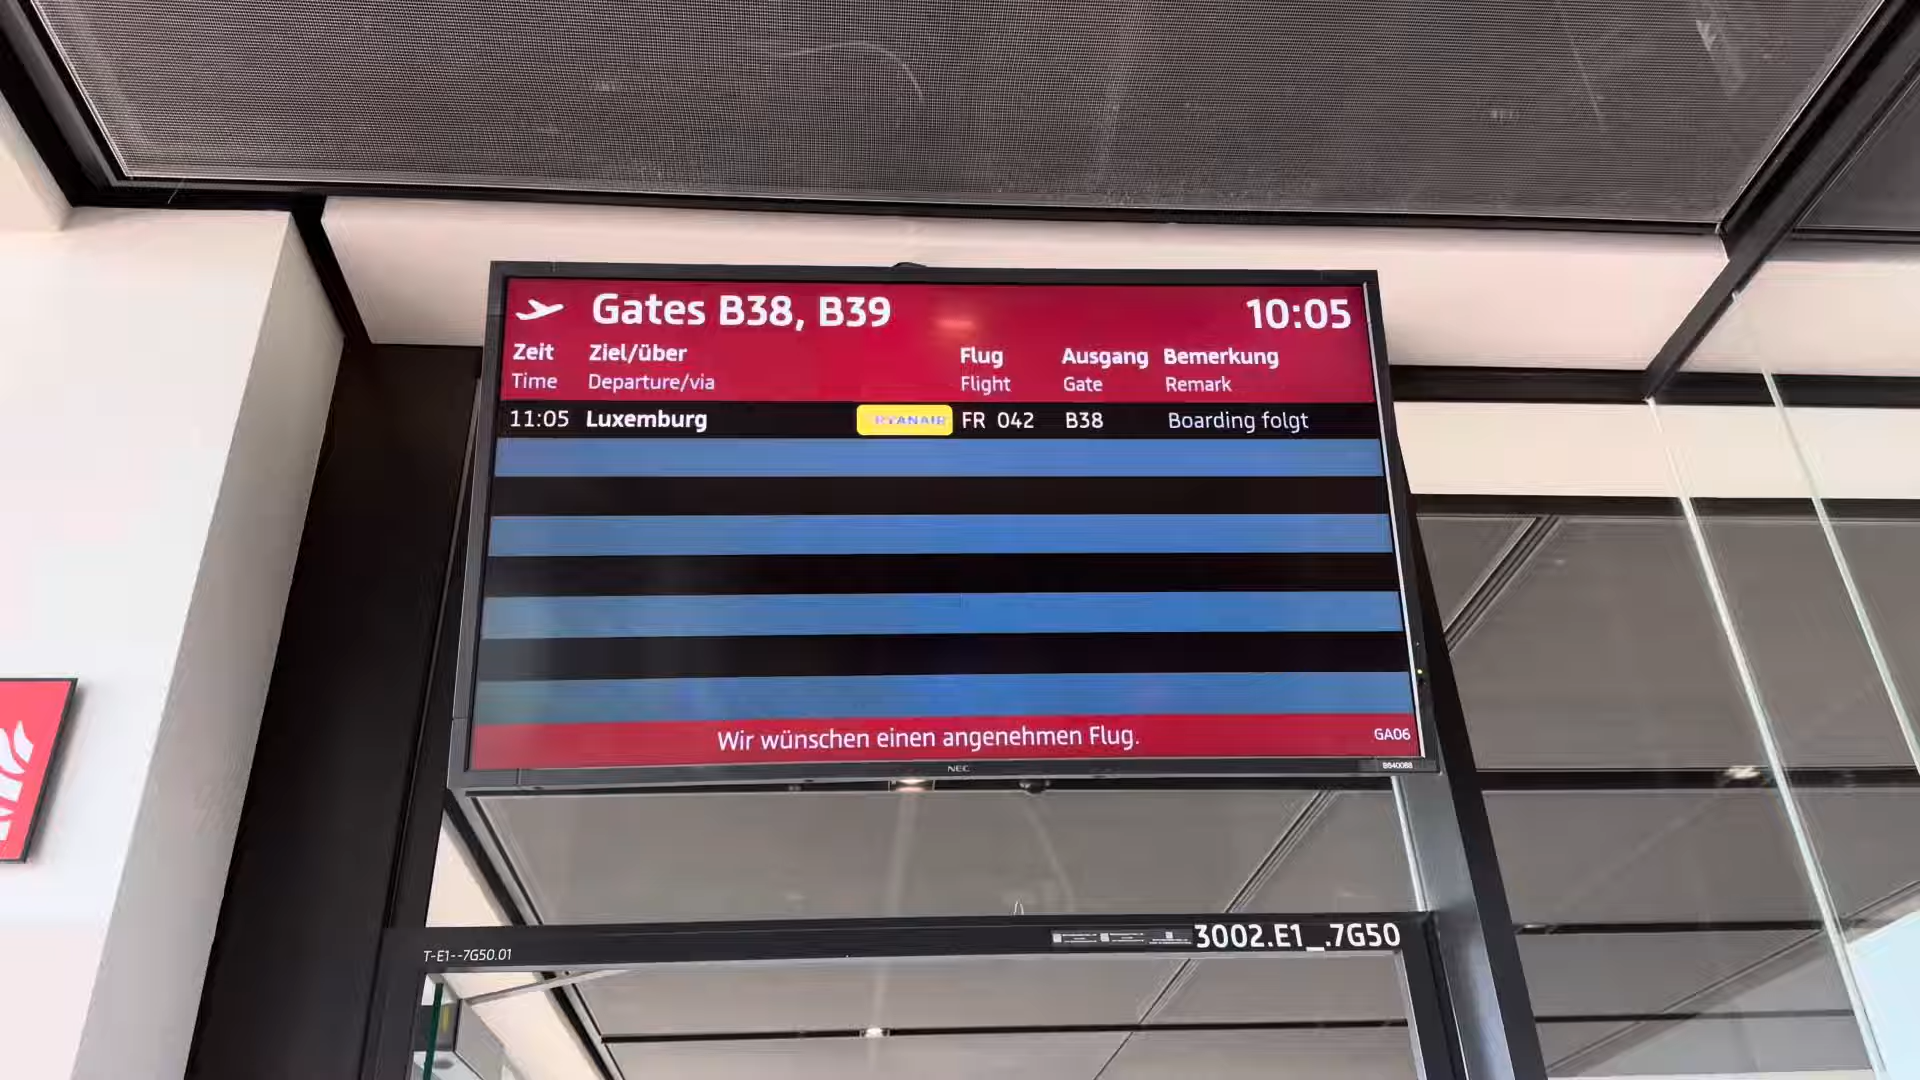 Gates B38, B39 10:05
Zeit Ziel/über Flug Ausgang Bemerkung
Time Departure/via Flight Gate Remark
11:05 Luxemburg RYANAIR FR 042 B38 Boarding folgt
Wir wünschen einen angenehmen Flug. GA06
NEC
T-E1--7G50.01
3002.E1_.7G50